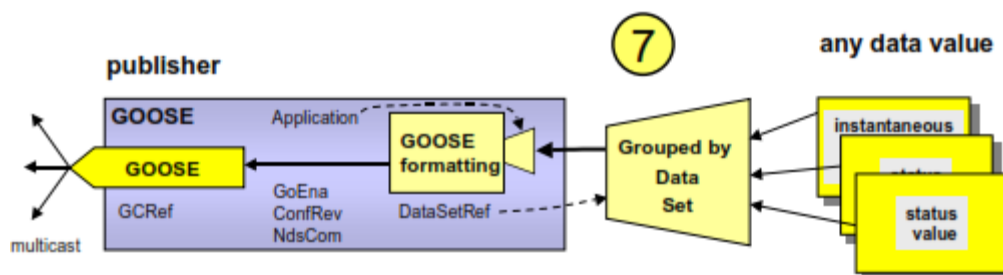 7
any data value
publisher
GOOSE
Application
GOOSE
formatting
GOOSE
GCRef
GoEna
ConfRev
NdsCom
DataSetRef
multicast
Grouped by
Data
Set
instantaneous
status
status
value